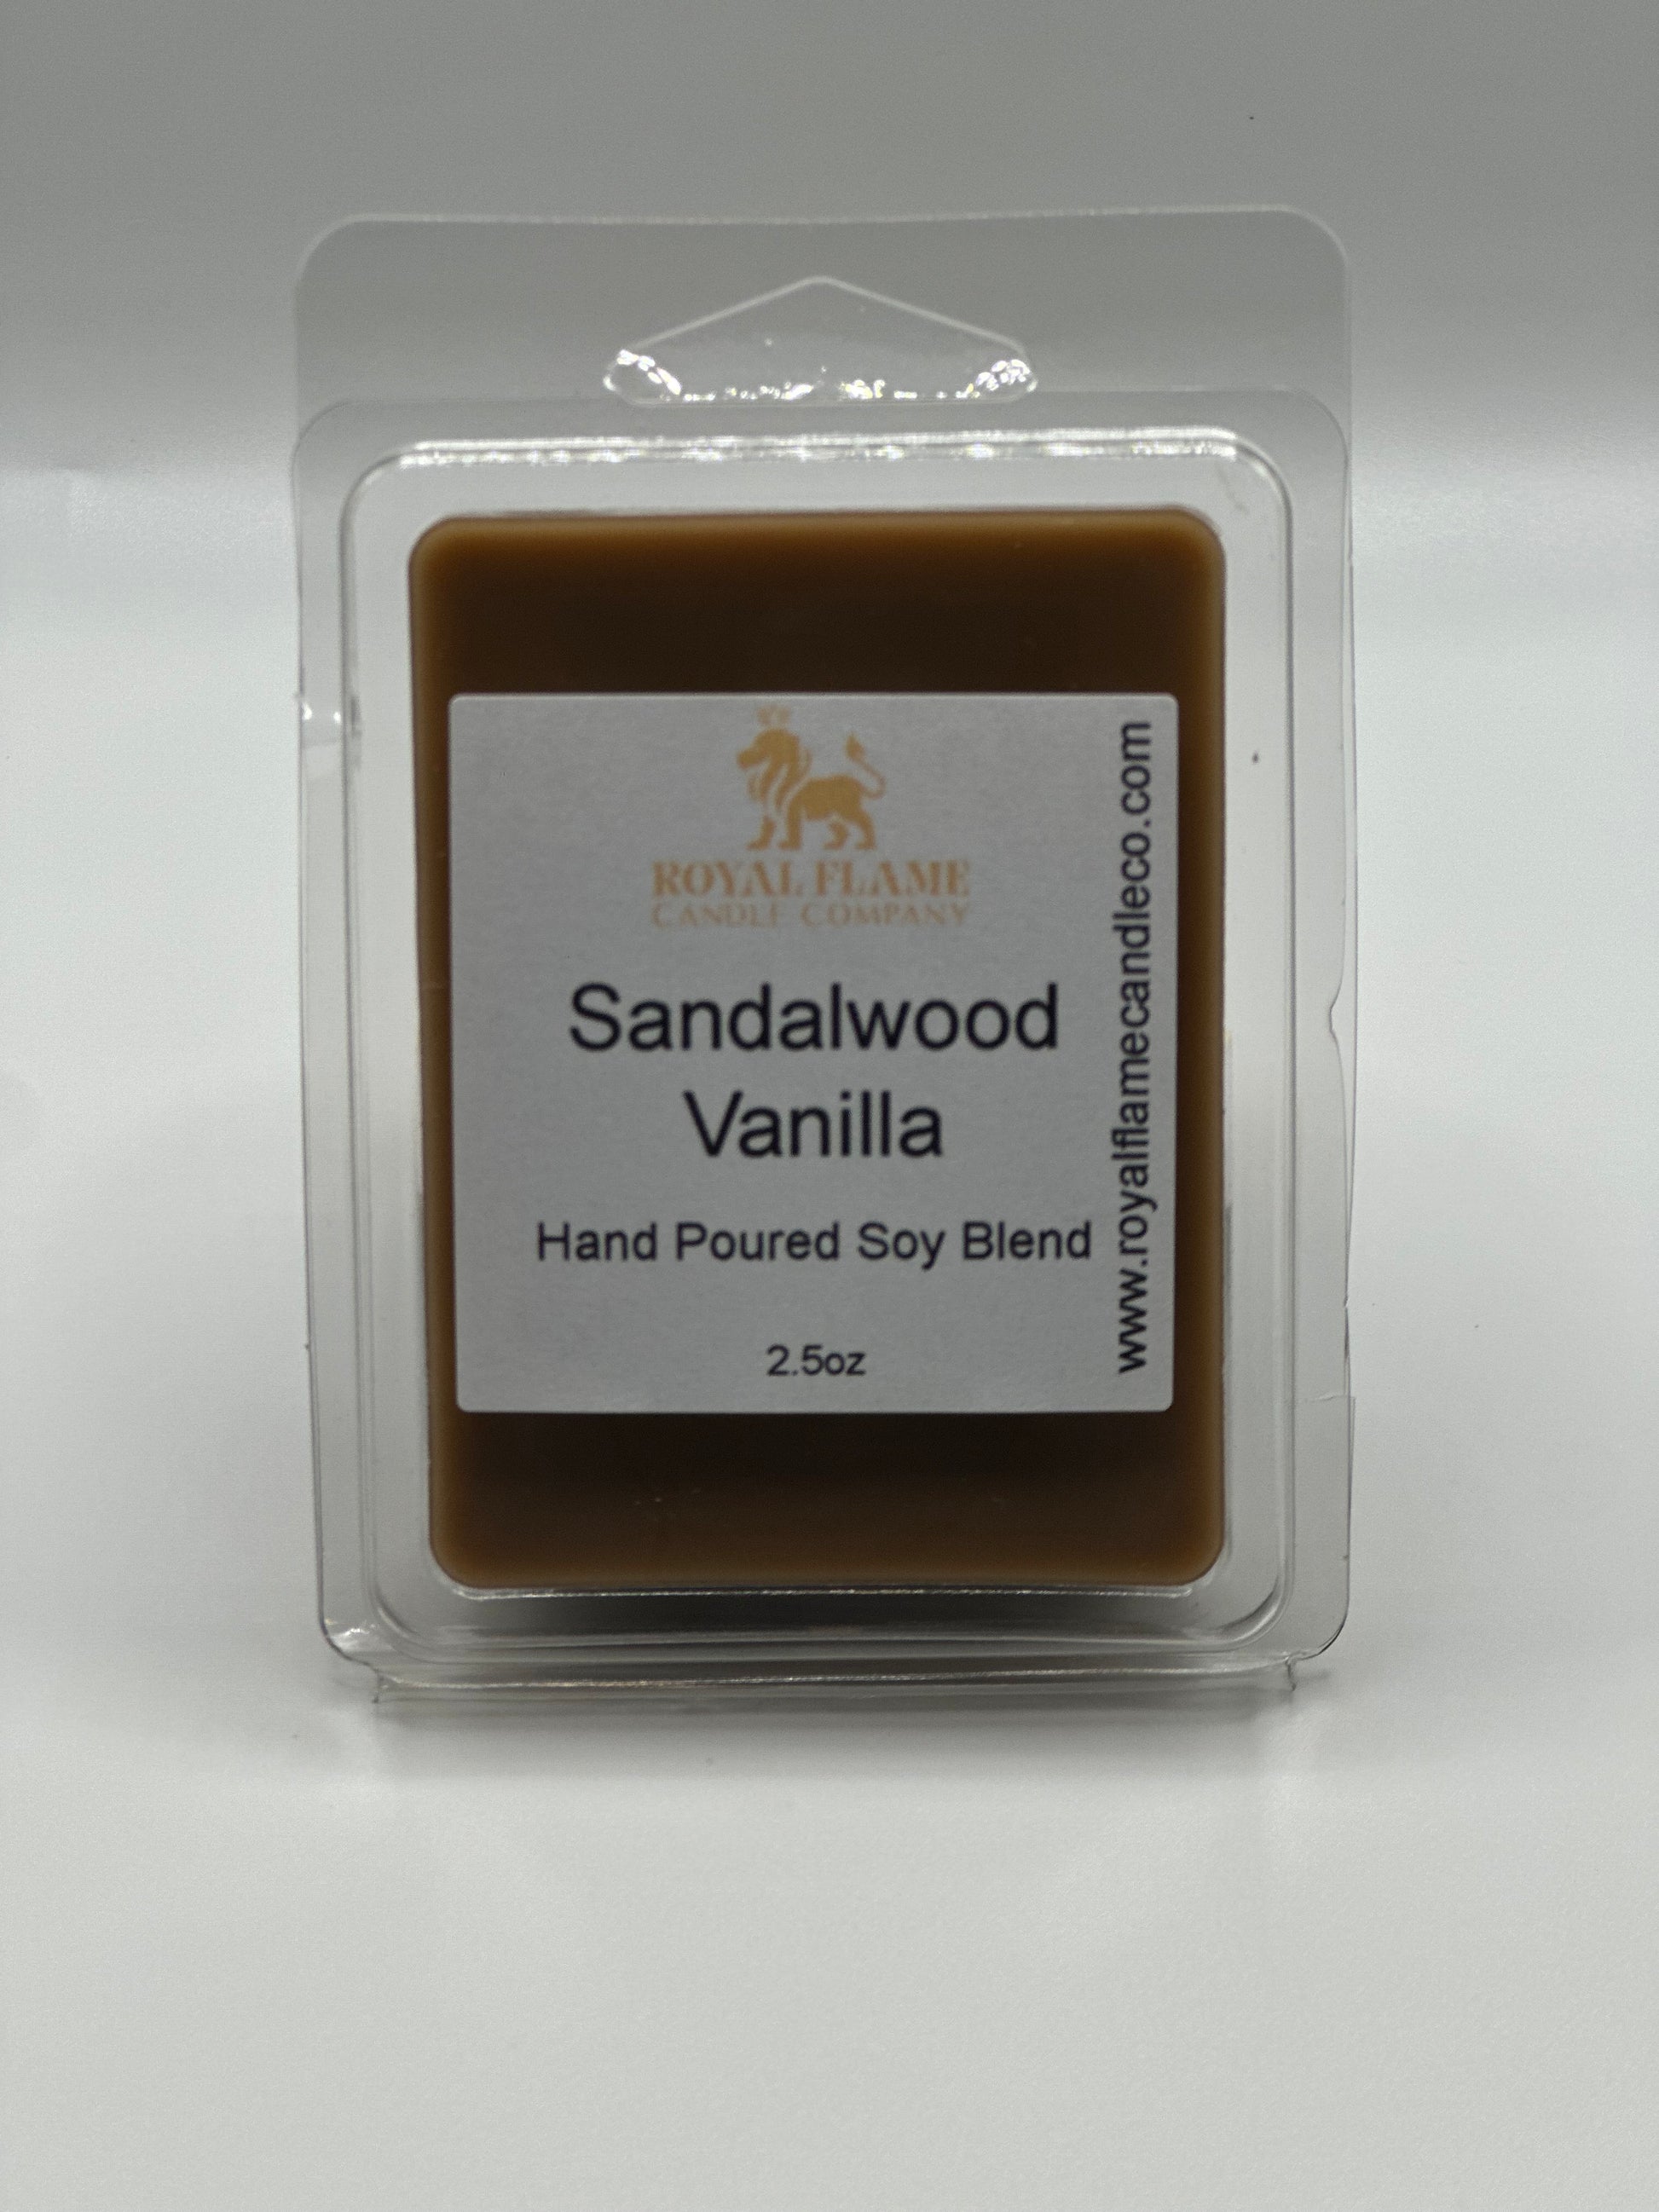 ROYAL FLAME
CANDLE COMPANY
Sandalwood
Vanilla
Hand Poured Soy Blend
2.5oz
www.royalflamecandleco.com